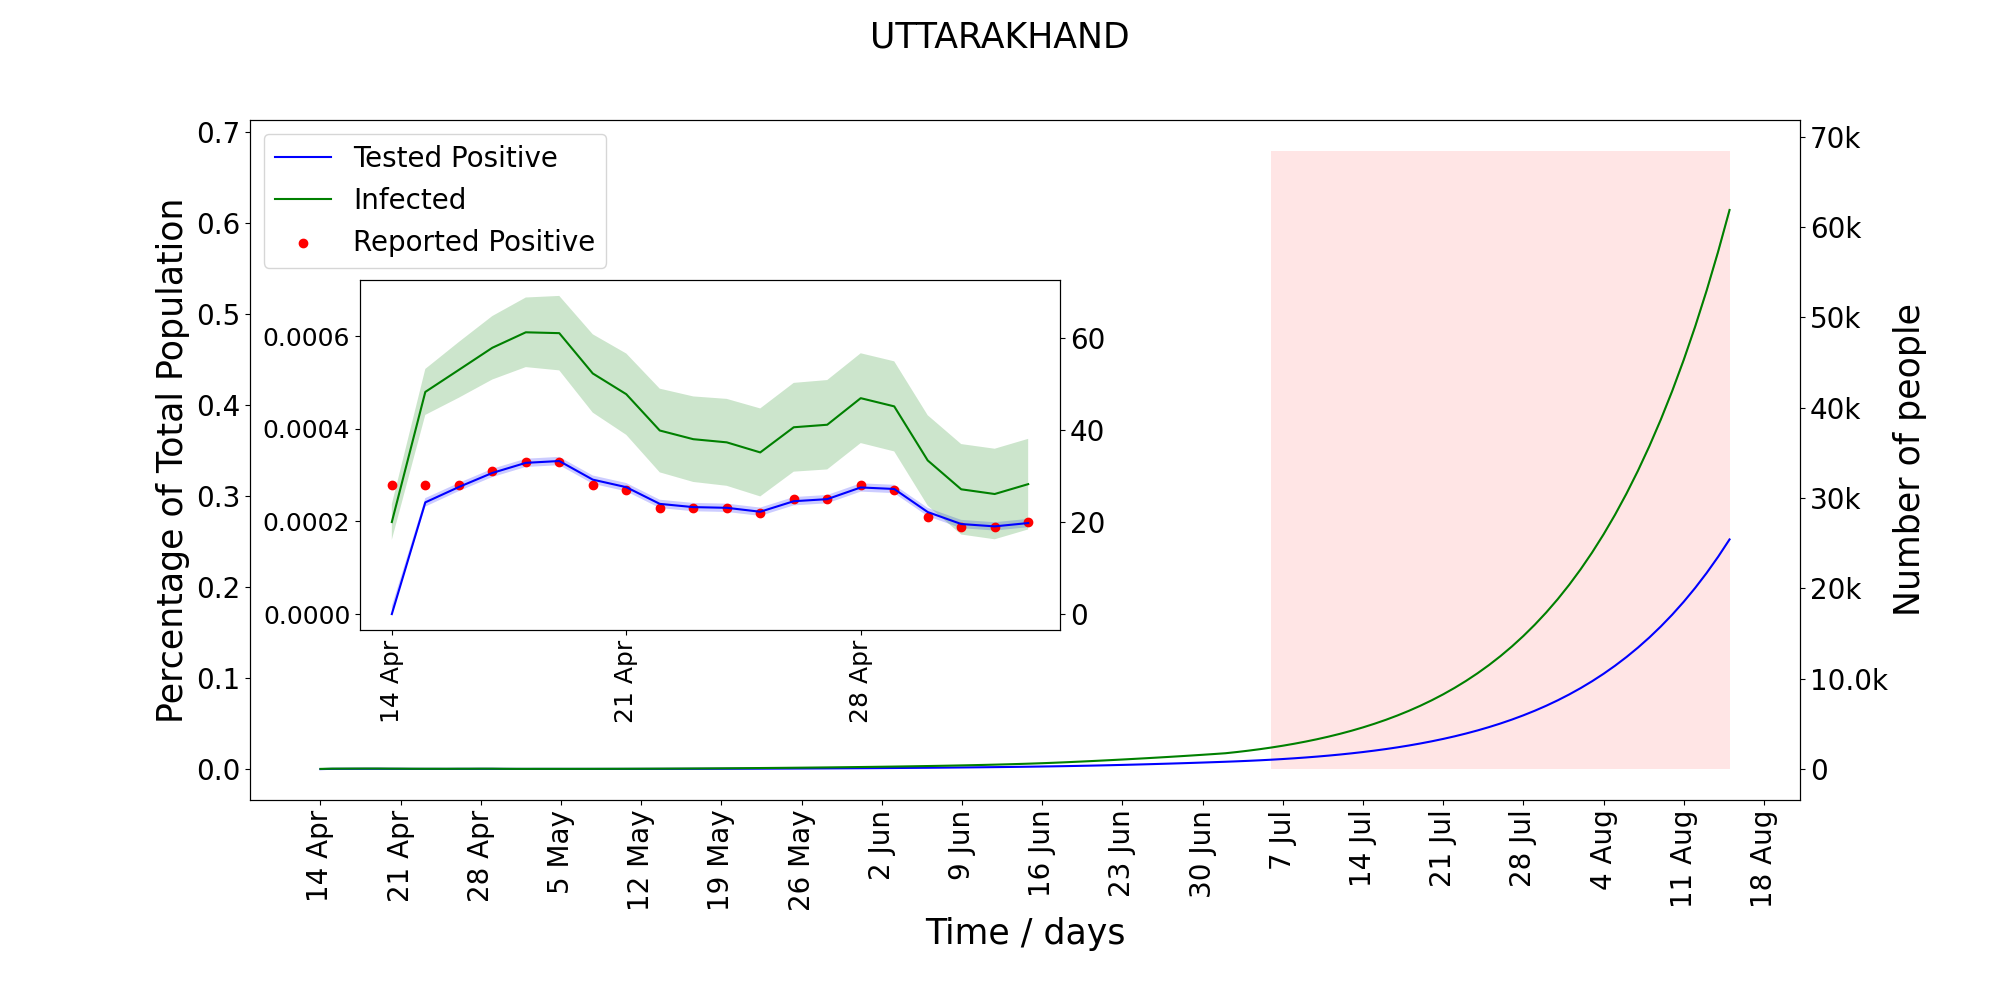 UTTARAKHAND
Tested Positive
Infected
Reported Positive
Percentage of Total Population
0.7
0.6
0.5
0.4
0.3
0.2
0.1
0.0
0.0006
0.0004
0.0002
0.0000
60
40
20
0
14 Apr
21 Apr
28 Apr
70k
60k
50k
40k
30k
20k
10.0k
0
Number of people
14 Apr
21 Apr
28 Apr
5 May
12 May
19 May
26 May
2 Jun
9 Jun
16 Jun
23 Jun
30 Jun
7 Jul
14 Jul
21 Jul
28 Jul
4 Aug
11 Aug
18 Aug
Time / days